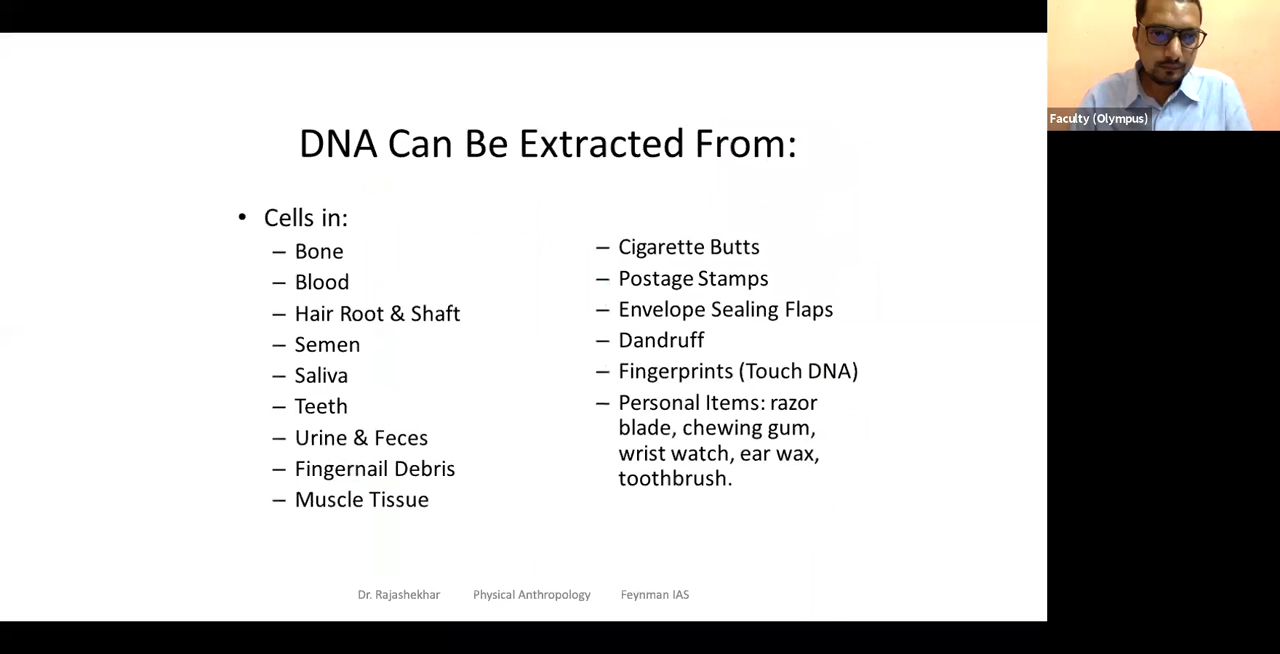 DNA Can Be Extracted From:
• Cells in:
– Bone
– Blood
– Hair Root & Shaft
– Semen
– Saliva
– Teeth
– Urine & Feces
– Fingernail Debris
– Muscle Tissue
– Cigarette Butts
– Postage Stamps
– Envelope Sealing Flaps
– Dandruff
– Fingerprints (Touch DNA)
– Personal Items: razor
blade, chewing gum,
wrist watch, ear wax,
toothbrush.
Dr. Rajashekhar Physical Anthropology Feynman IAS
Faculty (Olympus)